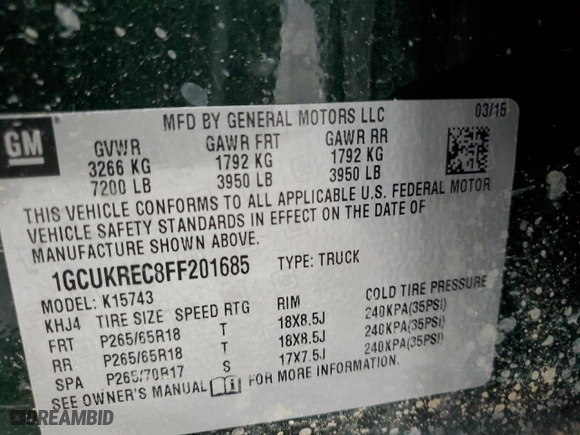 GM
MFD BY GENERAL MOTORS LLC 03/15
GVWR GAWR FRT GAWR RR
3266 KG 1792 KG 1792 KG
7200 LB 3950 LB 3950 LB
THIS VEHICLE CONFORMS TO ALL APPLICABLE U.S. FEDERAL MOTOR
VEHICLE SAFETY STANDARDS IN EFFECT ON THE DATE OF
MANUFACTURE SHOWN ABOVE.
1GCUKREC8FF201685 TYPE: TRUCK
MODEL: K15743
KHJ4 TIRE SIZE SPEED RTG RIM COLD TIRE PRESSURE
FRT P265/65R18 T 18X8.5J 240KPA(35PSI)
RR P265/65R18 T 18X8.5J 240KPA(35PSI)
SPA P265/70R17 S 17X7.5J 240KPA(35PSI)
SEE OWNER'S MANUAL FOR MORE INFORMATION.
DREAMBID